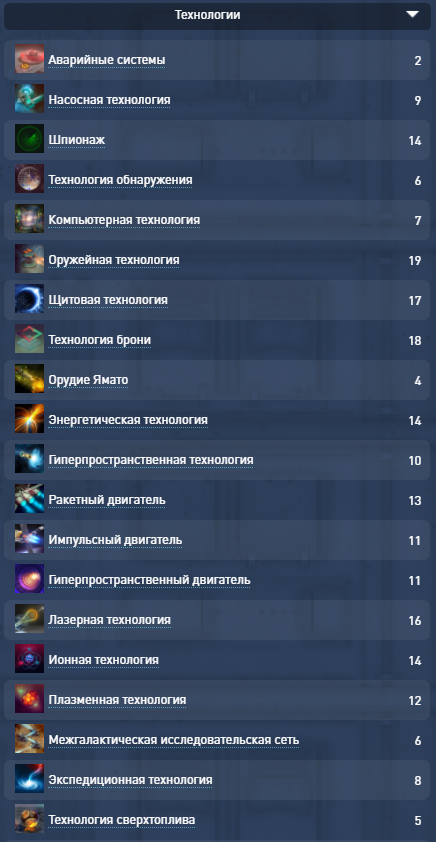 Технологии
Аварийные системы 2
Насосная технология 9
Шпионаж 14
Технология обнаружения 6
Компьютерная технология 7
Оружейная технология 19
Щитовая технология 17
Технология брони 18
Орудие Ямато 4
Энергетическая технология 14
Гиперпространственная технология 10
Ракетный двигатель 13
Импульсный двигатель 11
Гиперпространственный двигатель 11
Лазерная технология 16
Ионная технология 14
Плазменная технология 12
Межгалактическая исследовательская сеть 6
Экспедиционная технология 8
Технология сверхтоплива 5